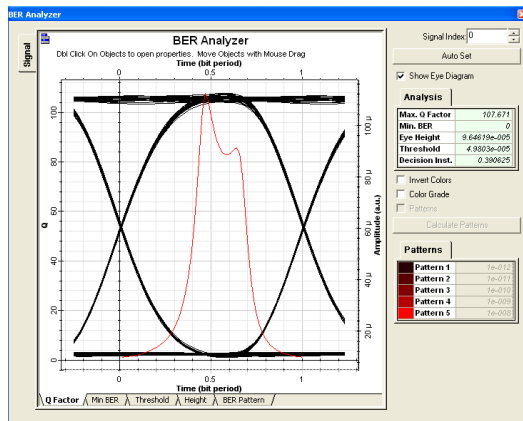 BER Analyzer
Signal
BER Analyzer
Dbl Click On Objects to open properties. Move Objects with Mouse Drag
Time (bit period)
0 0.5 1
Q
0 20 40 60 80 100
Amplitude (a.u.)
20 µ 40 µ 60 µ 80 µ 100 µ
0 0.5 1
Time (bit period)
Q Factor Min BER Threshold Height BER Pattern
Signal Index: 0
Auto Set
Show Eye Diagram
Analysis
Max. Q Factor 107.671
Min. BER 0
Eye Height 9.64619e-005
Threshold 4.9803e-005
Decision Inst. 0.390625
Invert Colors
Color Grade
Patterns
Calculate Patterns
Patterns
Pattern 1 1e-012
Pattern 2 1e-011
Pattern 3 1e-010
Pattern 4 1e-009
Pattern 5 1e-008